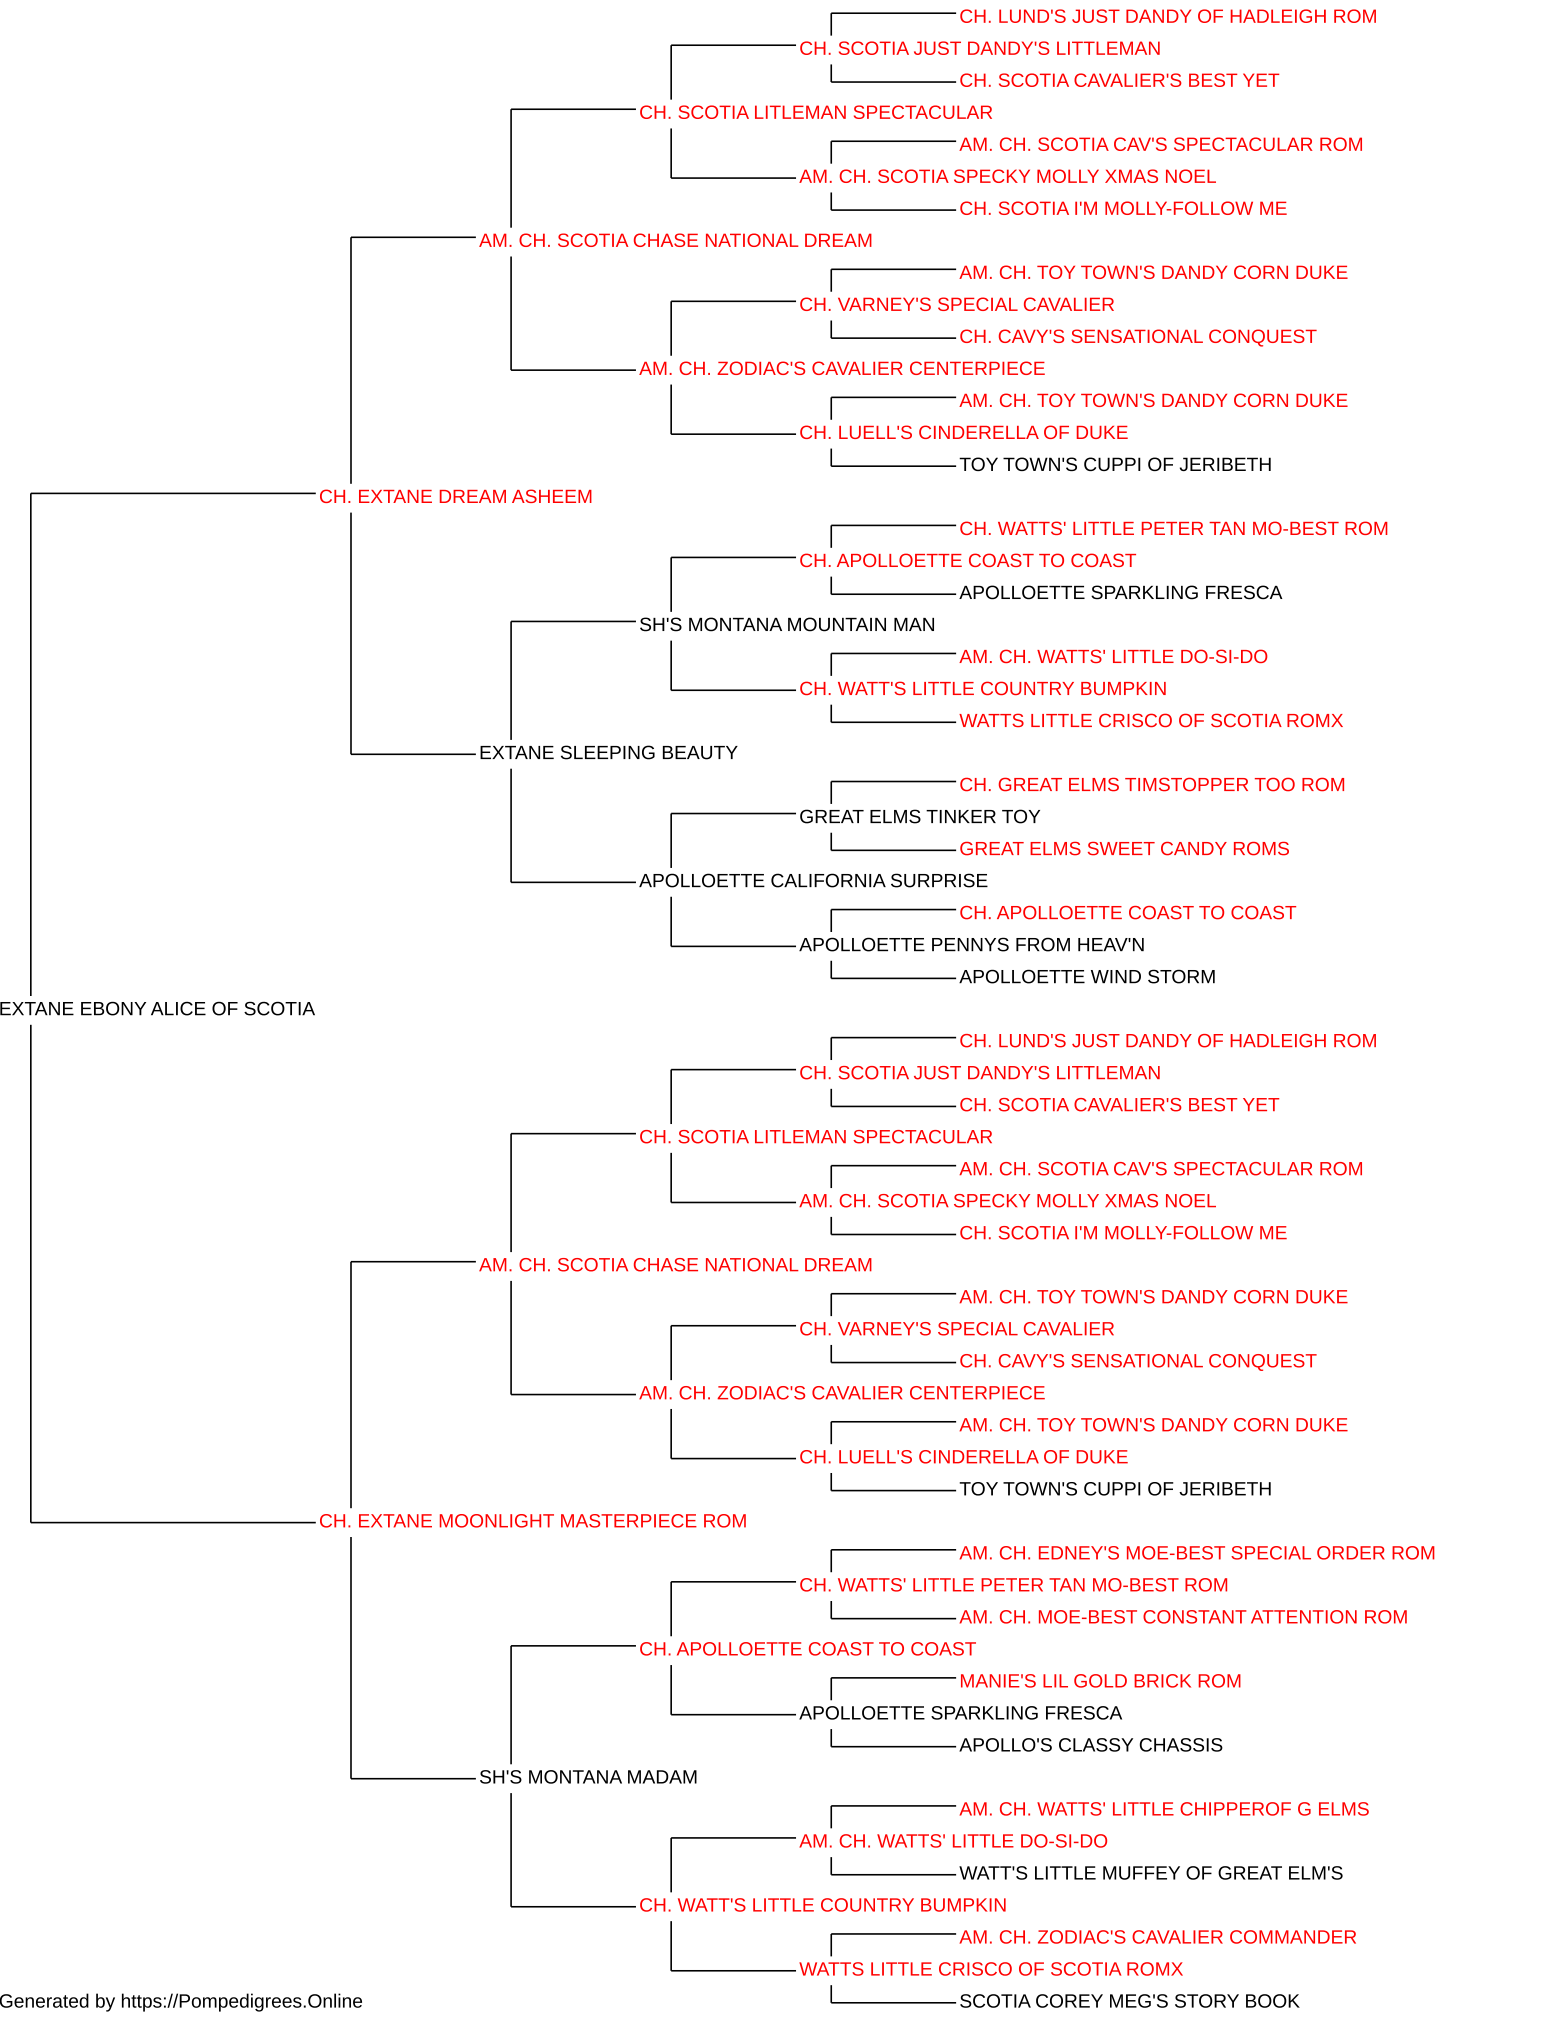 CH. LUND'S JUST DANDY OF HADLEIGH ROM
CH. SCOTIA JUST DANDY'S LITTLEMAN
CH. SCOTIA CAVALIER'S BEST YET
CH. SCOTIA LITLEMAN SPECTACULAR
AM. CH. SCOTIA CAV'S SPECTACULAR ROM
AM. CH. SCOTIA SPECKY MOLLY XMAS NOEL
CH. SCOTIA I'M MOLLY-FOLLOW ME
AM. CH. SCOTIA CHASE NATIONAL DREAM
AM. CH. TOY TOWN'S DANDY CORN DUKE
CH. VARNEY'S SPECIAL CAVALIER
CH. CAVY'S SENSATIONAL CONQUEST
AM. CH. ZODIAC'S CAVALIER CENTERPIECE
AM. CH. TOY TOWN'S DANDY CORN DUKE
CH. LUELL'S CINDERELLA OF DUKE
TOY TOWN'S CUPPI OF JERIBETH
CH. EXTANE DREAM ASHEEM
CH. WATTS' LITTLE PETER TAN MO-BEST ROM
CH. APOLLOETTE COAST TO COAST
APOLLOETTE SPARKLING FRESCA
SH'S MONTANA MOUNTAIN MAN
AM. CH. WATTS' LITTLE DO-SI-DO
CH. WATT'S LITTLE COUNTRY BUMPKIN
WATTS LITTLE CRISCO OF SCOTIA ROMX
EXTANE SLEEPING BEAUTY
CH. GREAT ELMS TIMSTOPPER TOO ROM
GREAT ELMS TINKER TOY
GREAT ELMS SWEET CANDY ROMS
APOLLOETTE CALIFORNIA SURPRISE
CH. APOLLOETTE COAST TO COAST
APOLLOETTE PENNYS FROM HEAV'N
APOLLOETTE WIND STORM
EXTANE EBONY ALICE OF SCOTIA
CH. LUND'S JUST DANDY OF HADLEIGH ROM
CH. SCOTIA JUST DANDY'S LITTLEMAN
CH. SCOTIA CAVALIER'S BEST YET
CH. SCOTIA LITLEMAN SPECTACULAR
AM. CH. SCOTIA CAV'S SPECTACULAR ROM
AM. CH. SCOTIA SPECKY MOLLY XMAS NOEL
CH. SCOTIA I'M MOLLY-FOLLOW ME
AM. CH. SCOTIA CHASE NATIONAL DREAM
AM. CH. TOY TOWN'S DANDY CORN DUKE
CH. VARNEY'S SPECIAL CAVALIER
CH. CAVY'S SENSATIONAL CONQUEST
AM. CH. ZODIAC'S CAVALIER CENTERPIECE
AM. CH. TOY TOWN'S DANDY CORN DUKE
CH. LUELL'S CINDERELLA OF DUKE
TOY TOWN'S CUPPI OF JERIBETH
CH. EXTANE MOONLIGHT MASTERPIECE ROM
AM. CH. EDNEY'S MOE-BEST SPECIAL ORDER ROM
CH. WATTS' LITTLE PETER TAN MO-BEST ROM
AM. CH. MOE-BEST CONSTANT ATTENTION ROM
CH. APOLLOETTE COAST TO COAST
MANIE'S LIL GOLD BRICK ROM
APOLLOETTE SPARKLING FRESCA
APOLLO'S CLASSY CHASSIS
SH'S MONTANA MADAM
AM. CH. WATTS' LITTLE CHIPPEROF G ELMS
AM. CH. WATTS' LITTLE DO-SI-DO
WATT'S LITTLE MUFFEY OF GREAT ELM'S
CH. WATT'S LITTLE COUNTRY BUMPKIN
AM. CH. ZODIAC'S CAVALIER COMMANDER
WATTS LITTLE CRISCO OF SCOTIA ROMX
SCOTIA COREY MEG'S STORY BOOK
Generated by https://Pompedigrees.Online